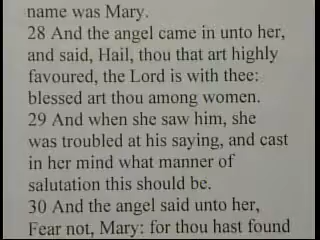 name was Mary.
28 And the angel came in unto her,
and said, Hail, thou that art highly
favoured, the Lord is with thee:
blessed art thou among women.
29 And when she saw him, she
was troubled at his saying, and cast
in her mind what manner of
salutation this should be.
30 And the angel said unto her,
Fear not, Mary: for thou hast found